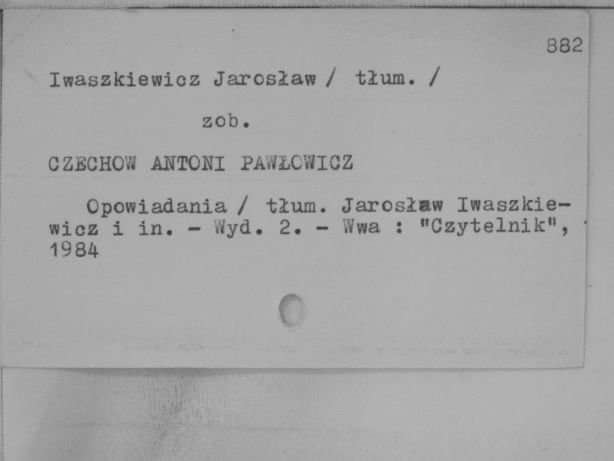 882
Iwaszkiewicz Jarosław / tłum. /
zob.
CZECHOW ANTONI PAWŁOWICZ
Opowiadania / tłum. Jarosław Iwaszkie-
wicz i in. - Wyd. 2. - Wwa : "Czytelnik",
1984